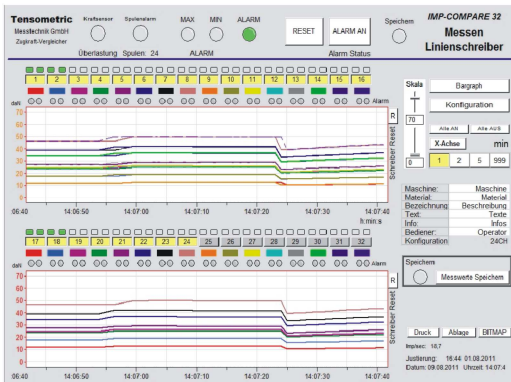 Tensometric
Messtechnik GmbH
Zugkraft-Vergleicher
Kraftsensor Spulenalarm MAX MIN ALARM
Überlastung Spulen: 24 ALARM
RESET ALARM AN
Alarm Status
Speichern
IMP-COMPARE 32
Messen
Linienschreiber
1 2 3 4 5 6 7 8 9 10 11 12 13 14 15 16
daN Alarm
70
60
50
40
30
20
10
0
R
Schreiber Reset
:06:40 14:06:50 14:07:00 14:07:10 14:07:20 14:07:30 14:07:40
h:min:s
17 18 19 20 21 22 23 24 25 26 27 28 29 30 31 32
daN Alarm
70
60
50
40
30
20
10
0
R
Schreiber Reset
:06:40 14:06:50 14:07:00 14:07:10 14:07:20 14:07:30 14:07:40
Skala
70
0
Bargraph
Konfiguration
Alle AN Alle AUS
X-Achse min
1 2 5 999
Maschine: Maschine
Material: Material
Bezeichnung Beschreibung
Text: Texte
Info: Infos
Bediener: Operator
Konfiguration 24CH
Speichern
Messwerte Speichern
Druck Ablage BITMAP
Imp/sec: 18,7
Justierung: 16:44 01.08.2011
Datum: 09.08.2011 Uhrzeit: 14:07:4